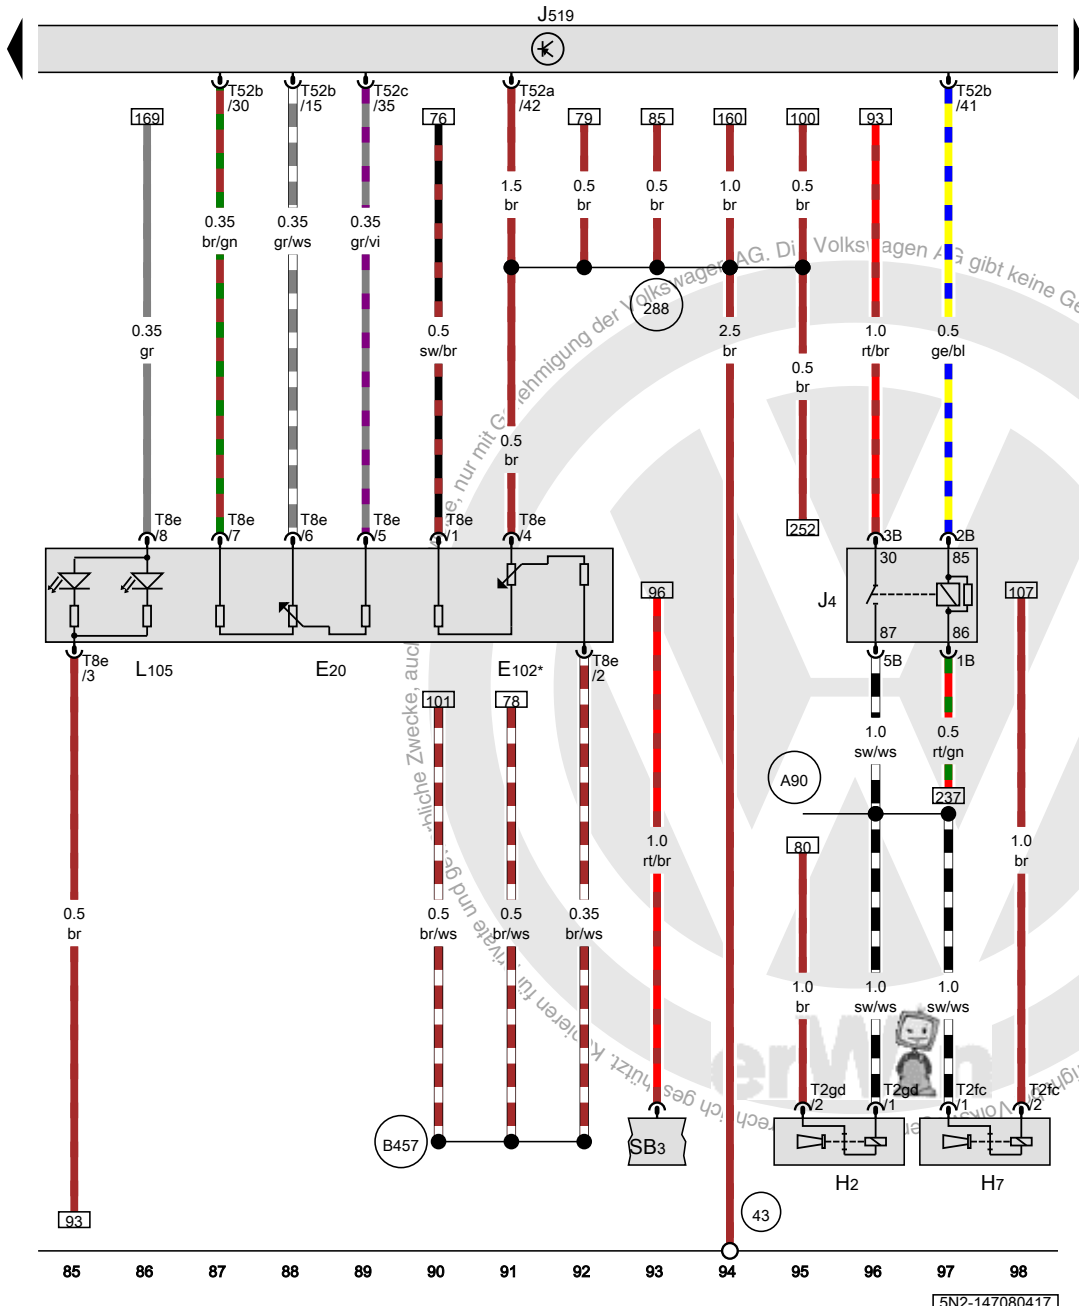 J519
T52b
/30
T52b
/15
T52c
/35
T52a
/42
T52b
/41
169
76
79
85
160
100
93
1.5
br
0.5
br
0.5
br
1.0
br
0.5
br
0.35
br/gn
0.35
gr/ws
0.35
gr/vi
288
0.35
gr
0.5
sw/br
2.5
br
0.5
br
1.0
rt/br
0.5
ge/bl
0.5
br
252
T8e
/8
T8e
/7
T8e
/6
T8e
/5
T8e
/1
T8e
/4
3B
2B
30
85
J4
87
86
5B
1B
96
107
T8e
/3
L105
E20
E102*
T8e
/2
101
78
1.0
sw/ws
0.5
rt/gn
A90
237
80
1.0
rt/br
1.0
br
0.5
br
0.5
br/ws
0.5
br/ws
0.35
br/ws
1.0
br
1.0
sw/ws
1.0
sw/ws
T2gd
/2
T2gd
/1
T2fc
/1
T2fc
/2
B457
SB3
H2
H7
93
43
85 86 87 88 89 90 91 92 93 94 95 96 97 98
5N2-147080417